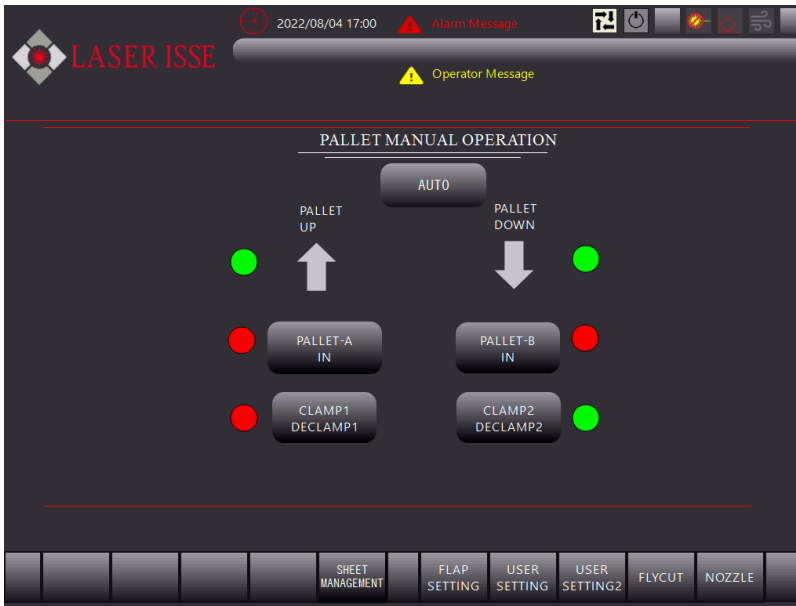 2022/08/04 17:00
Alarm Message
LASER ISSE
Operator Message
PALLET MANUAL OPERATION
AUTO
PALLET
UP
PALLET
DOWN
PALLET-A
IN
PALLET-B
IN
CLAMP1
DECLAMP1
CLAMP2
DECLAMP2
SHEET
MANAGEMENT
FLAP
SETTING
USER
SETTING
USER
SETTING2
FLYCUT
NOZZLE